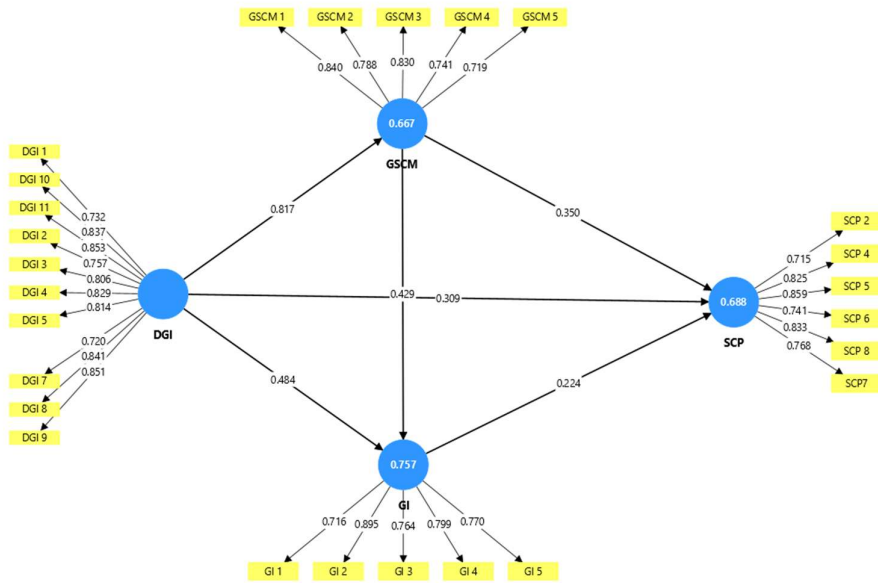 GSCM 1 GSCM 2 GSCM 3 GSCM 4 GSCM 5
0.840 0.788 0.830 0.741 0.719
0.667
GSCM
DGI 1
DGI 10
DGI 11
DGI 2
DGI 3
DGI 4
DGI 5
DGI 7
DGI 8
DGI 9
0.732
0.837
0.853
0.757
0.806
0.829
0.814
0.720
0.841
0.851
DGI
0.817
0.350
0.429
0.309
0.484
0.224
0.688
SCP
0.715
0.825
0.859
0.741
0.833
0.768
SCP 2
SCP 4
SCP 5
SCP 6
SCP 8
SCP7
0.757
GI
0.716 0.895 0.764 0.799 0.770
GI 1 GI 2 GI 3 GI 4 GI 5